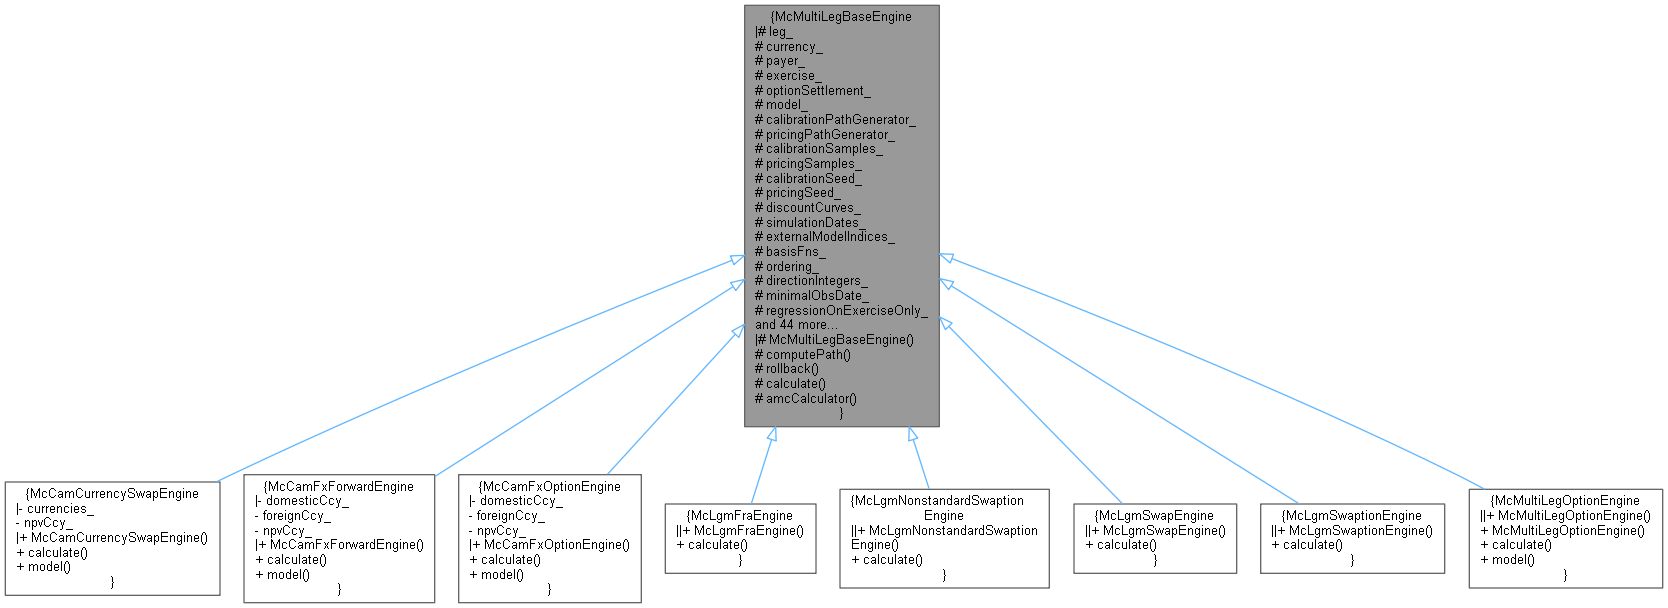 {McMultiLegBaseEngine
|# leg_
# currency_
# payer_
# exercise_
# optionSettlement_
# model_
# calibrationPathGenerator_
# pricingPathGenerator_
# calibrationSamples_
# pricingSamples_
# calibrationSeed_
# pricingSeed_
# discountCurves_
# simulationDates_
# externalModelIndices_
# basisFns_
# ordering_
# directionIntegers_
# minimalObsDate_
# regressionOnExerciseOnly_
and 44 more...
|# McMultiLegBaseEngine()
# computePath()
# rollback()
# calculate()
# amcCalculator()
}
{McCamCurrencySwapEngine
|- currencies_
- npvCcy_
|+ McCamCurrencySwapEngine()
+ calculate()
+ model()
}
{McCamFxForwardEngine
|- domesticCcy_
- foreignCcy_
- npvCcy_
|+ McCamFxForwardEngine()
+ calculate()
+ model()
}
{McCamFxOptionEngine
|- domesticCcy_
- foreignCcy_
- npvCcy_
|+ McCamFxOptionEngine()
+ calculate()
+ model()
}
{McLgmFraEngine
||+ McLgmFraEngine()
+ calculate()
}
{McLgmNonstandardSwaption
Engine
||+ McLgmNonstandardSwaption
Engine()
+ calculate()
}
{McLgmSwapEngine
||+ McLgmSwapEngine()
+ calculate()
}
{McLgmSwaptionEngine
||+ McLgmSwaptionEngine()
+ calculate()
}
{McMultiLegOptionEngine
||+ McMultiLegOptionEngine()
+ McMultiLegOptionEngine()
+ calculate()
+ model()
}